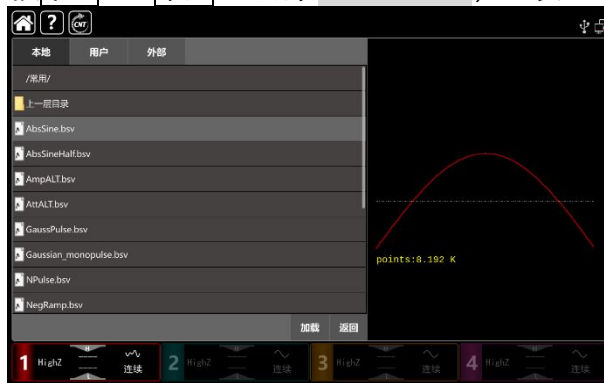 ? CNT
本地 用户 外部
/常用/
上一层目录
AbsSine.bsv
AbsSineHalf.bsv
AmpALT.bsv
AttALT.bsv
GaussPulse.bsv
Gaussian_monopulse.bsv
NPulse.bsv
NegRamp.bsv
points:8.192 K
加载 返回
1 HighZ 连续 2 HighZ 连续 3 HighZ 连续 4 HighZ 连续